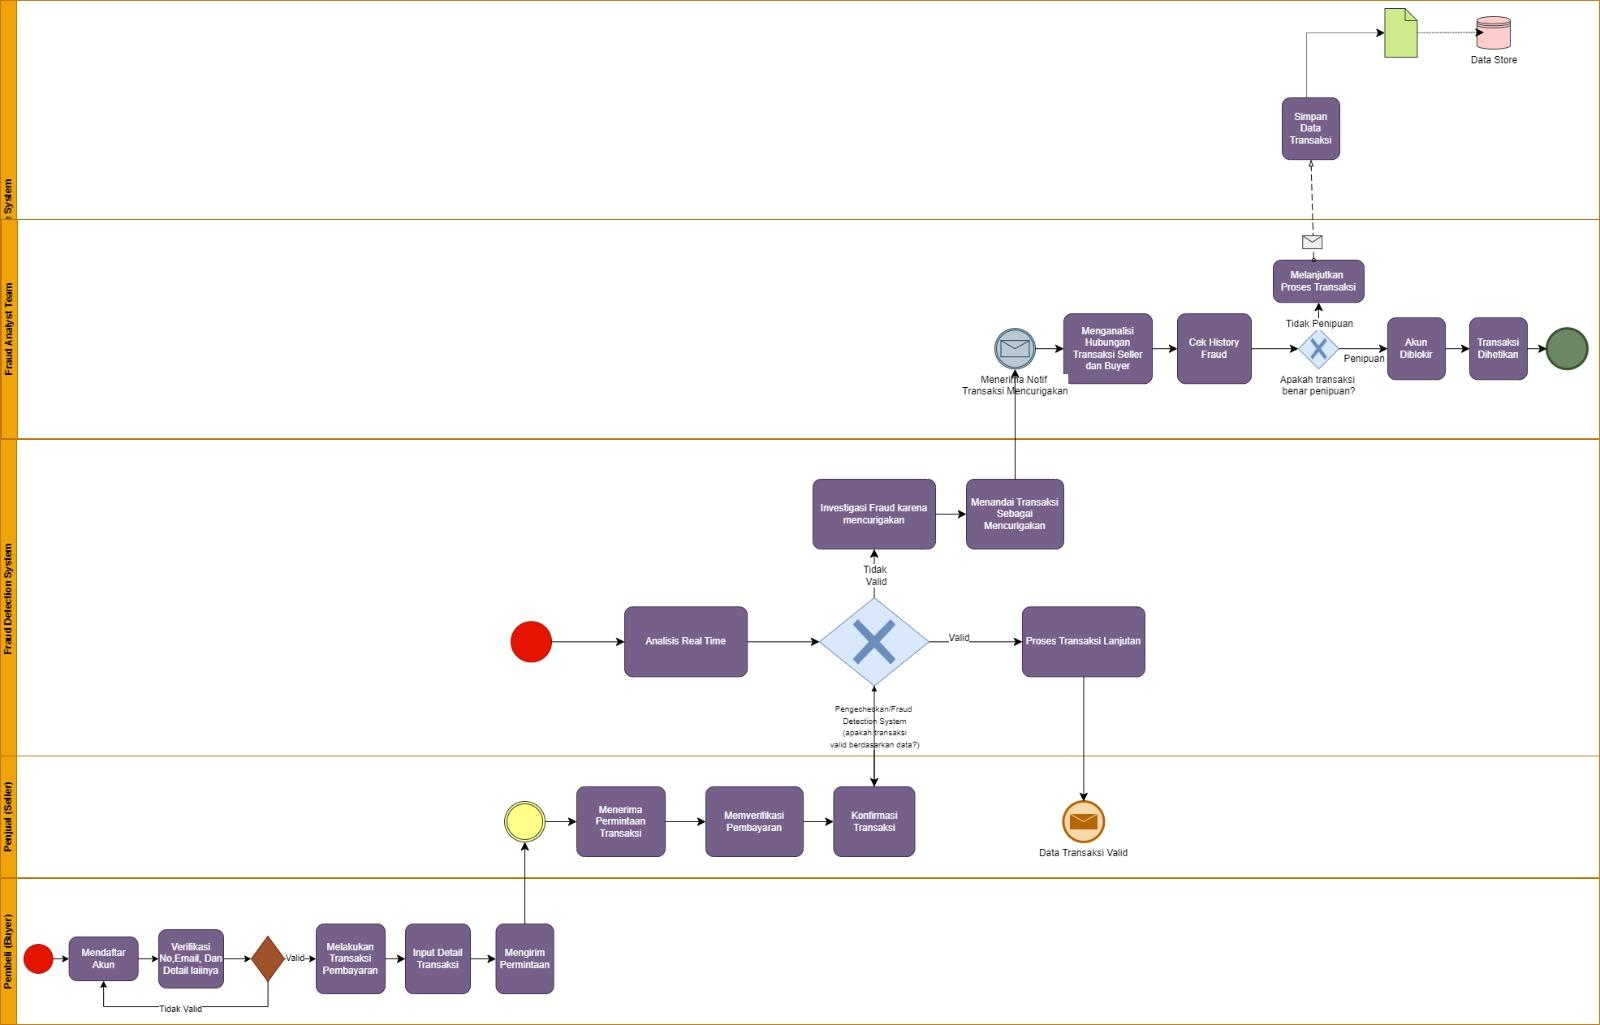 Data Store
Simpan
Data
Transaksi
System
Fraud Analyst Team
Melanjutkan
Proses Transaksi
Tidak Penipuan
Menganalisi
Hubungan
Transaksi Seller
dan Buyer
Cek History
Fraud
Penipuan
Akun
Diblokir
Transaksi
Dihetikan
Menerima Notif
Transaksi Mencurigakan
Apakah transaksi
benar penipuan?
Fraud Detection System
Investigasi Fraud karena
mencurigakan
Menandai Transaksi
Sebagai
Mencurigakan
Tidak
Valid
Analisis Real Time
Valid
Proses Transaksi Lanjutan
Pengecheckan/Fraud
Detection System
(apakah transaksi
valid berdasarkan data?)
Penjual (Seller)
Menerima
Permintaan
Transaksi
Memverifikasi
Pembayaran
Konfirmasi
Transaksi
Data Transaksi Valid
Pembeli (Buyer)
Mendaftar
Akun
Verifikasi
No,Email, Dan
Detail laiinya
Valid
Melakukan
Transaksi
Pembayaran
Input Detail
Transaksi
Mengirim
Permintaan
Tidak Valid